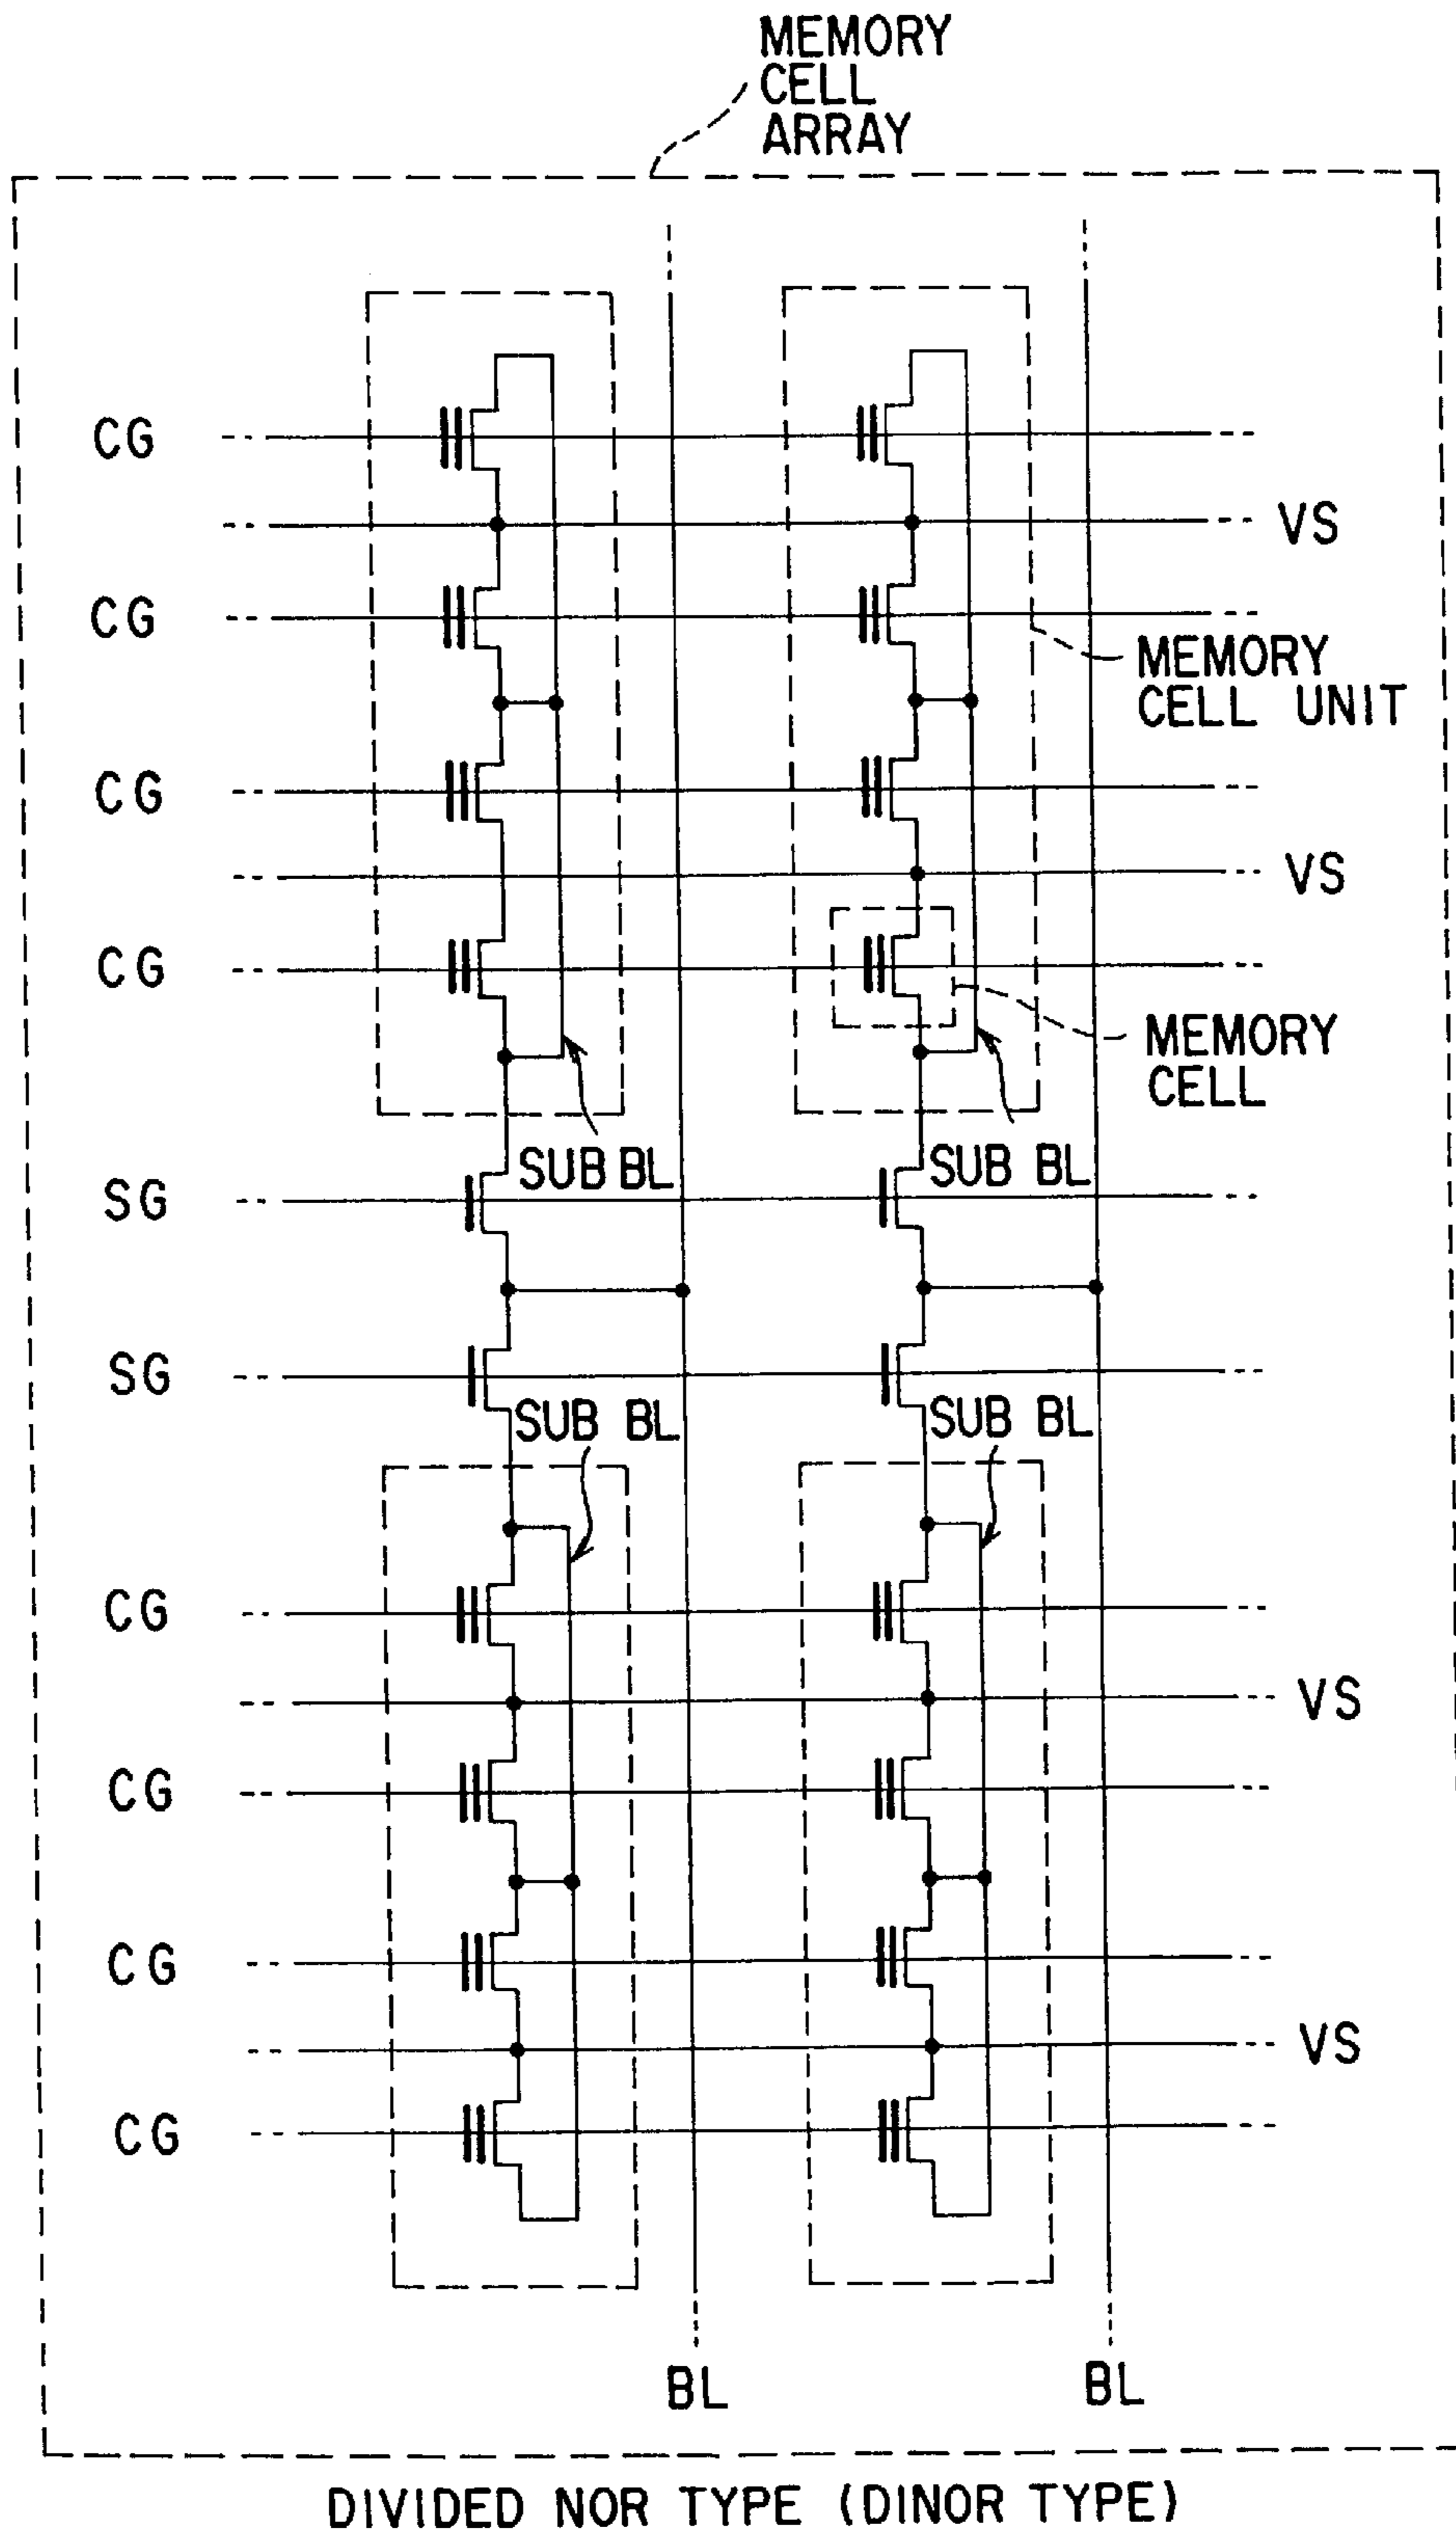 MEMORY
CELL
ARRAY
CG
VS
CG
MEMORY
CELL UNIT
CG
VS
CG
MEMORY
CELL
SUB BL
SUB BL
SG
SG
SUB BL
SUB BL
CG
VS
CG
CG
VS
CG
BL
BL
DIVIDED NOR TYPE (DINOR TYPE)